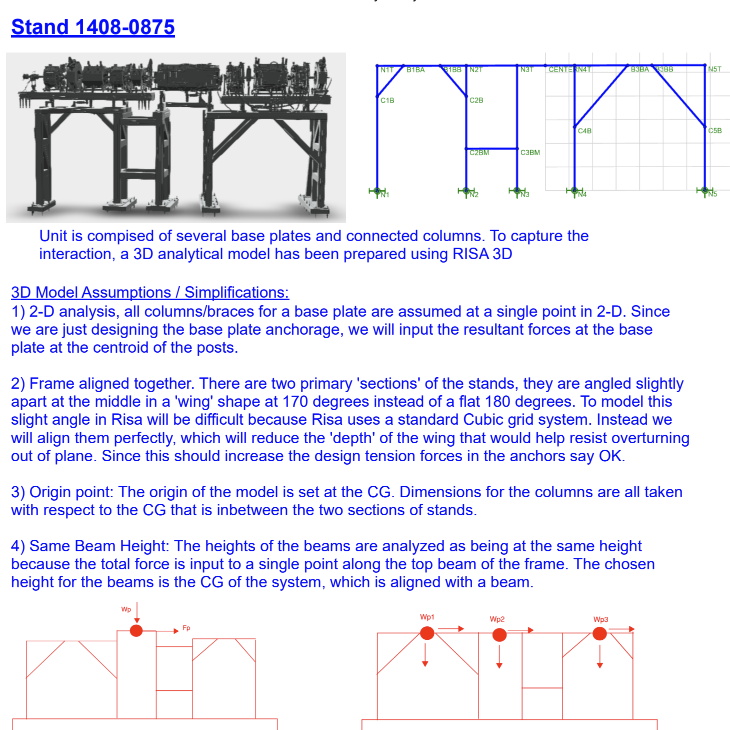 Stand 1408-0875
N1T B1BA B1BB N2T N3T CENTER N4T B3BA B3BB N5T
C1B C2B
C4B C5B
C2BM C3BM
N1 N2 N3 N4 N5
Unit is compised of several base plates and connected columns. To capture the
interaction, a 3D analytical model has been prepared using RISA 3D
3D Model Assumptions / Simplifications:
1) 2-D analysis, all columns/braces for a base plate are assumed at a single point in 2-D. Since
we are just designing the base plate anchorage, we will input the resultant forces at the base
plate at the centroid of the posts.
2) Frame aligned together. There are two primary 'sections' of the stands, they are angled slightly
apart at the middle in a 'wing' shape at 170 degrees instead of a flat 180 degrees. To model this
slight angle in Risa will be difficult because Risa uses a standard Cubic grid system. Instead we
will align them perfectly, which will reduce the 'depth' of the wing that would help resist overturning
out of plane. Since this should increase the design tension forces in the anchors say OK.
3) Origin point: The origin of the model is set at the CG. Dimensions for the columns are all taken
with respect to the CG that is inbetween the two sections of stands.
4) Same Beam Height: The heights of the beams are analyzed as being at the same height
because the total force is input to a single point along the top beam of the frame. The chosen
height for the beams is the CG of the system, which is aligned with a beam.
Wp
Fp
Wp1 Wp2 Wp3